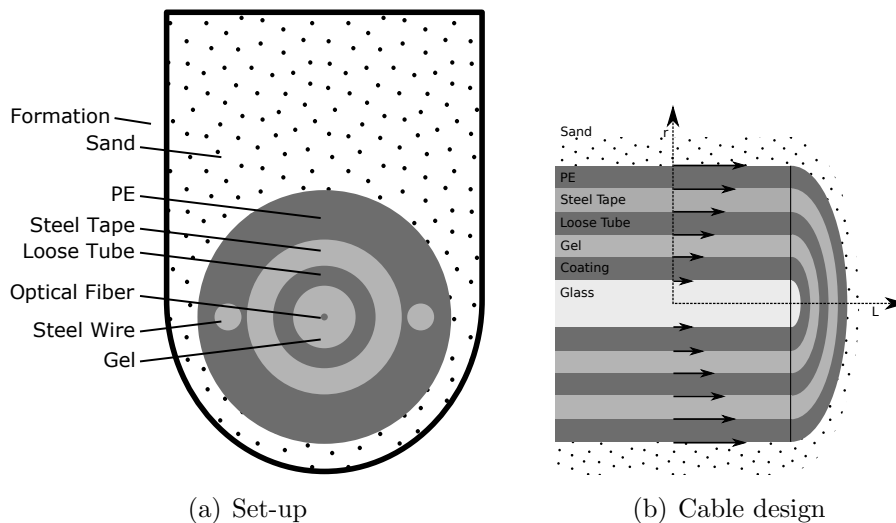 Formation
Sand
PE
Steel Tape
Loose Tube
Optical Fiber
Steel Wire
Gel
(a) Set-up
Sand
r
PE
Steel Tape
Loose Tube
Gel
Coating
Glass
L
(b) Cable design